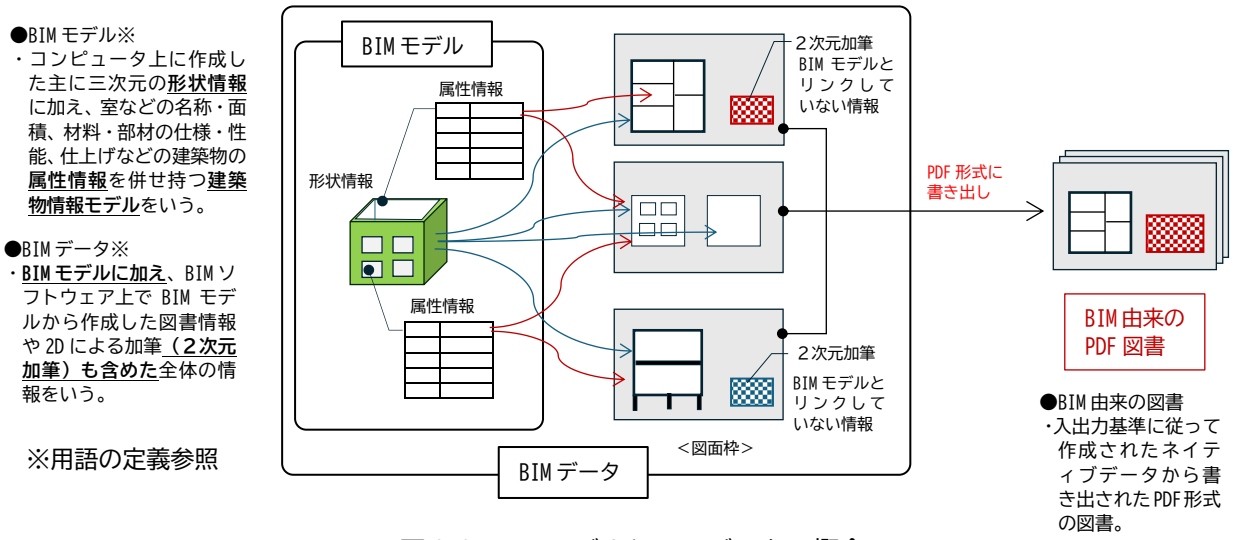 ●BIMモデル※
・コンピュータ上に作成し
た主に三次元の形状情報
に加え、室などの名称・面
積、材料・部材の仕様・性
能、仕上げなどの建築物の
属性情報を併せ持つ建築
物情報モデルをいう。
●BIMデータ※
・BIMモデルに加え、BIMソ
フトウェア上で BIM モデ
ルから作成した図書情報
や 2D による加筆（２次元
加筆）も含めた全体の情
報をいう。
※用語の定義参照
BIMモデル
属性情報
形状情報
属性情報
２次元加筆
BIM モデルと
リンクして
いない情報
２次元加筆
BIMモデルと
リンクして
いない情報
＜図面枠＞
BIMデータ
PDF形式に
書き出し
BIM由来の
PDF図書
●BIM由来の図書
・入出力基準に従って
作成されたネイテ
ィブデータから書
き出されたPDF形式
の図書。